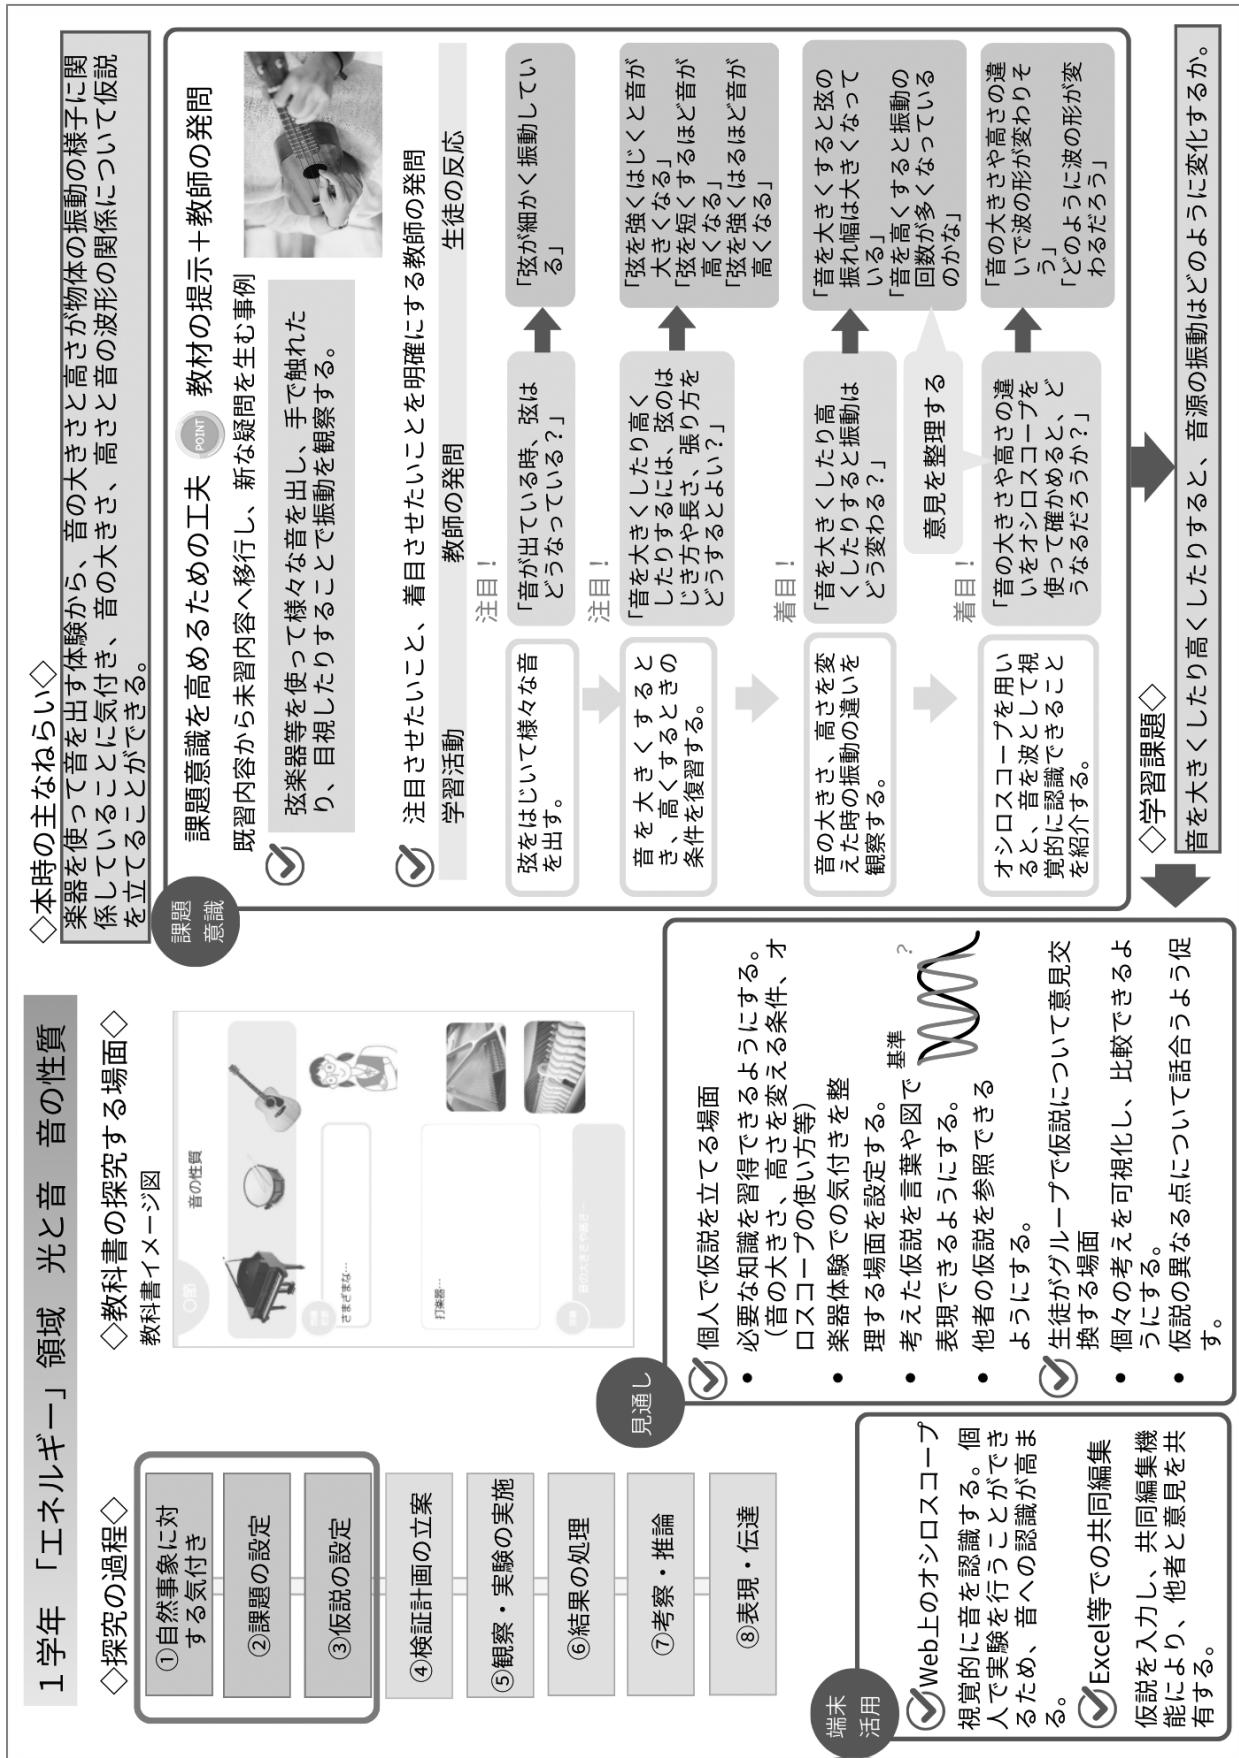 １学年　「エネルギー」領域　光と音　音の性質
◇探究の過程◇
①自然事象に対
する気付き
②課題の設定
③仮説の設定
④検証計画の立案
⑤観察・実験の実施
⑥結果の処理
⑦考察・推論
⑧表現・伝達
◇教科書の探究する場面◇
教科書イメージ図
〇節
音の性質
さまざまな…
打楽器…
音の大きさや高さ…
◇本時の主なねらい◇
楽器を使って音を出す体験から、音の大きさと高さが物体の振動の様子に関
係していることに気付き、音の大きさ、高さと音の波形の関係について仮説
を立てることができる。
課題
意識
課題意識を高めるための工夫
POINT
教材の提示＋教師の発問
既習内容から未習内容へ移行し、新な疑問を生む事例
弦楽器等を使って様々な音を出し、手で触れた
り、目視したりすることで振動を観察する。
注目させたいことと、着目させたいことを明確にする教師の発問
学習活動
教師の発問
生徒の反応
弦をはじいて様々な音
を出す。
注目！
「音が出ている時、弦は
どうなっている？」
「弦が細かく振動してい
る」
音を大きくすると
き、高くするときの
条件を復習する。
注目！
「音を大きくしたり高く
したりするには、弦のは
じき方や長さ、張り方を
どうするとよい？」
「弦を強くはじくと音が
大きくなる」
「弦を短くするほど音が
高くなる」
「弦を強くはるほど音が
高くなる」
音の大きさ、高さを変
えた時の振動の違いを
観察する。
着目！
「音を大きくしたり高
くしたりすると振動は
どう変わる？」
「音を大きくすると弦の
振れ幅は大きくなって
いる」
「音を高くすると振動の
回数が多くなっている
のかな」
意見を整理する
オシロスコープを用い
ると、音を波として視
覚的に認識できること
を紹介する。
着目！
「音の大きさや高さの違
いをオシロスコープを
使って確かめると、ど
うなるだろうか？」
「音の大きさや高さの違
いで波の形が変わりそ
う」
「どのように波の形が変
わるだろう」
◇学習課題◇
音を大きくしたり高くしたりすると、音源の振動はどのように変化するか。
見通し
個人で仮説を立てる場面
• 必要な知識を習得できるようにする。
（音の大きさ、高さを変える条件、オ
シロスコープの使い方等）
• 楽器体験での気付きを整
理する場面を設定する。
• 考えた仮説を言葉や図で
表現できるようにする。
• 他者の仮説を参照できる
ようにする。
基準
?
生徒がグループで仮説について意見交
換する場面
• 個々の考えを可視化し、比較できるよ
うにする。
• 仮説の異なる点について話合うよう促
す。
端末
活用
Web上のオシロスコープ
視覚的に音を認識する。個
人で実験を行うことができ
るため、音への認識が高ま
る。
Excel等での共同編集
仮説を入力し、共同編集機
能により、他者と意見を共
有する。